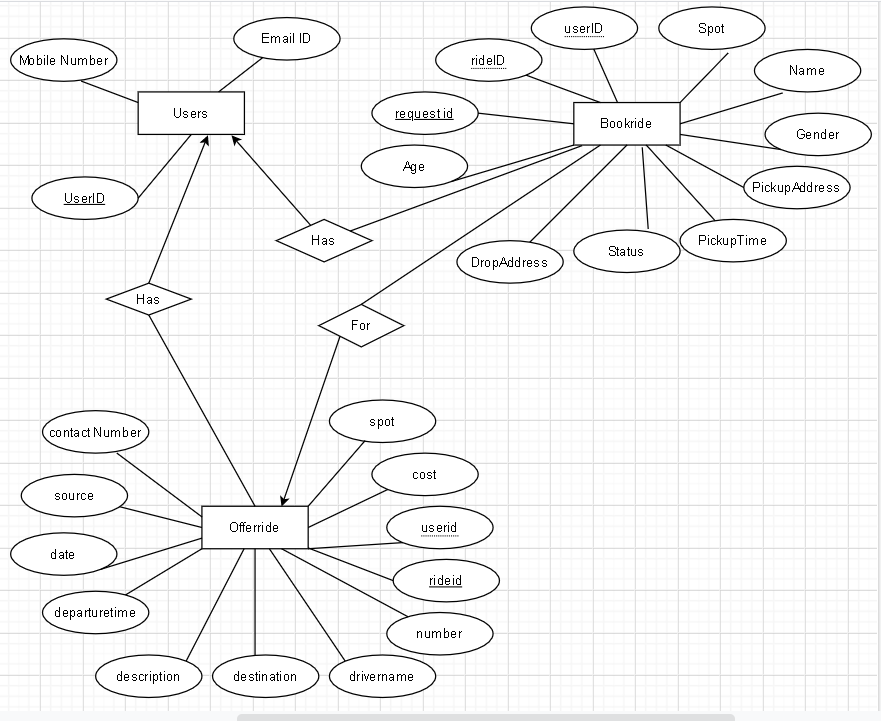 userID
Spot
Email ID
Mobile Number
rideID
Name
Users
request id
Bookride
Gender
Age
PickupAddress
UserID
Has
PickupTime
Status
DropAddress
Has
For
spot
contact Number
cost
source
userid
Offerride
date
rideid
departuretime
number
description
destination
drivername